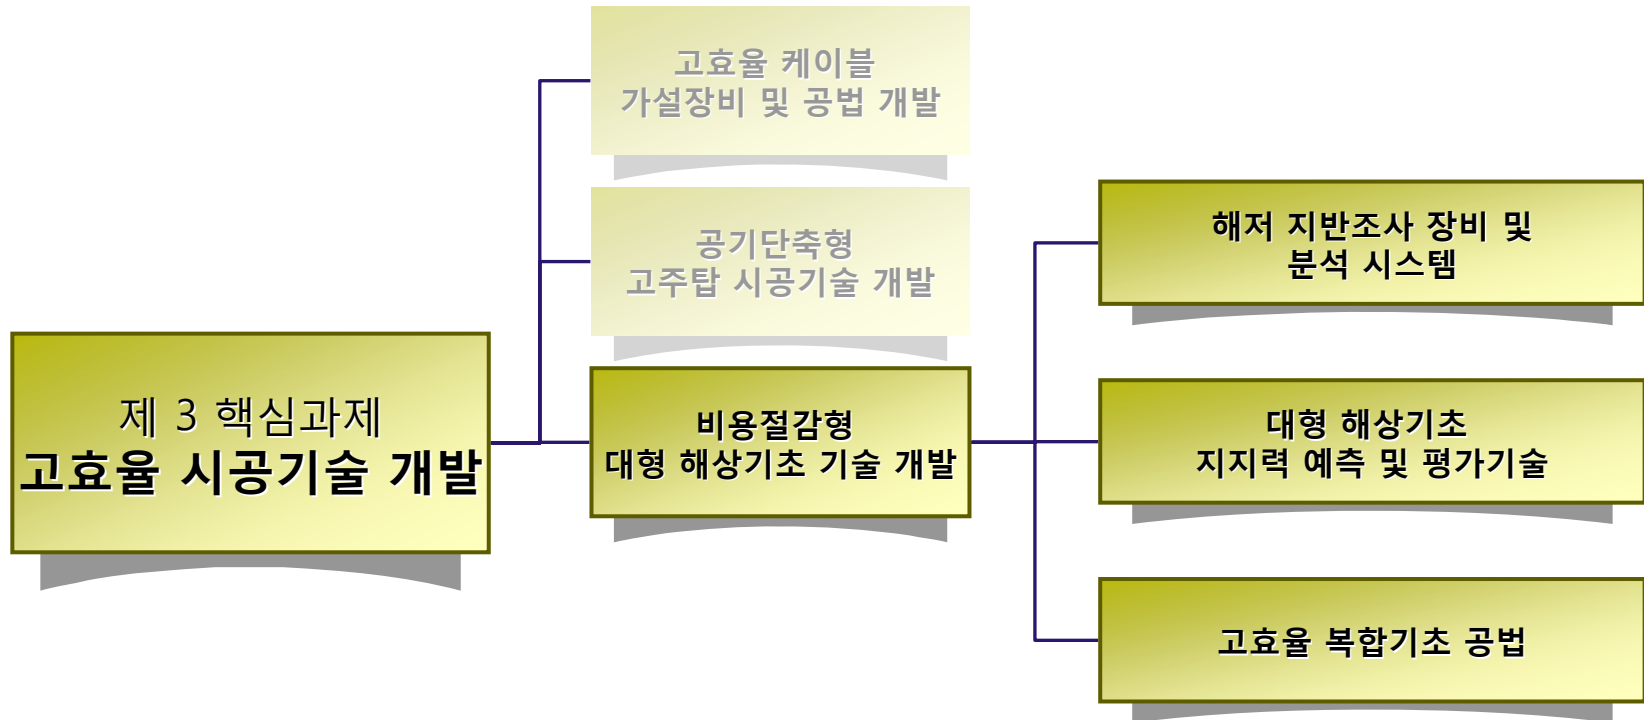 고효율 케이블
가설장비 및 공법 개발
공기단축형
고주탑 시공기술 개발
제 3 핵심과제
고효율 시공기술 개발
비용절감형
대형 해상기초 기술 개발
해저 지반조사 장비 및
분석 시스템
대형 해상기초
지지력 예측 및 평가기술
고효율 복합기초 공법